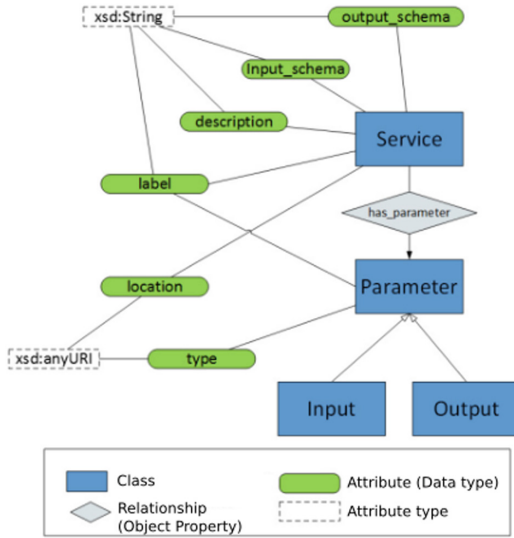 xsd:String
output_schema
Input_schema
description
Service
label
has_parameter
location
Parameter
xsd:anyURI
type
Input
Output
Class
Attribute (Data type)
Relationship
(Object Property)
Attribute type